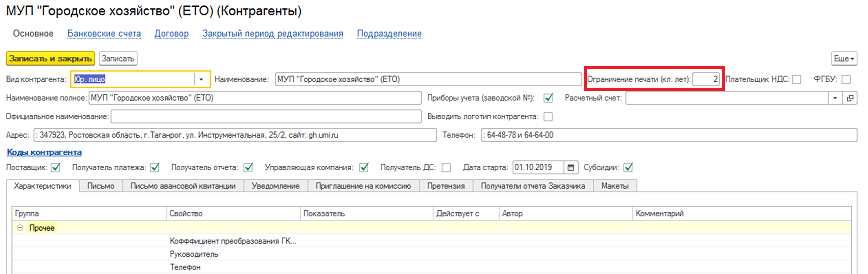 МУП "Городское хозяйство" (ЕТО) (Контрагенты)
Основное Банковские счета Договор Закрытый период редактирования Подразделение
Записать и закрыть Записать Еще
Вид контрагента: Юр. лицо Наименование: МУП "Городское хозяйство" (ЕТО) Ограничение печати (кл. лет): 2 Плательщик НДС: ФГБУ:
Наименование полное: МУП "Городское хозяйство" (ЕТО) Приборы учета (заводской №): Расчетный счет:
Официальное наименование: Выводить логотип контрагента:
Адрес: : 347923, Ростовская область, г.Таганрог, ул. Инструментальная, 25/2, сайт: gh.umi.ru Телефон: : 64-48-78 и 64-64-00
Коды контрагента
Поставщик: Получатель платежа: Получатель отчета: Управляющая компания: Получатель ДС: Дата старта: 01.10.2019 Субсидии:
Характеристики Письмо Письмо авансовой квитанции Уведомление Приглашение на комиссию Претензия Получатели отчета Заказчика Макеты
Группа Свойство Показатель Действует с Автор Комментарий
Прочее
Коэффициент преобразования ГК...
Руководитель
Телефон